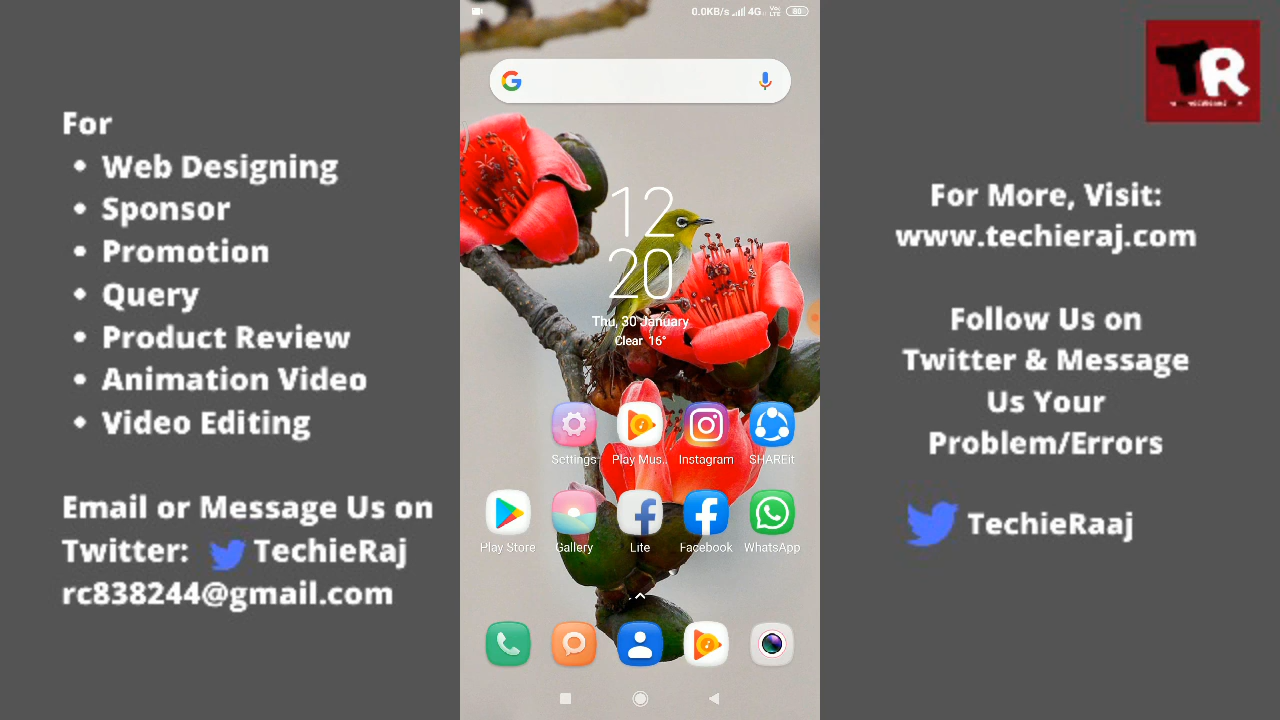 For
• Web Designing
• Sponsor
• Promotion
• Query
• Product Review
• Animation Video
• Video Editing
Email or Message Us on
Twitter: TechieRaj
rc838244@gmail.com
0.0KB/s 4G VoLTE 80
12
20
Thu, 30 January
Clear 16°
Settings Play Mus.. Instagram SHAREit
Play Store Gallery Lite Facebook WhatsApp
TR
For More, Visit:
www.techieraj.com
Follow Us on
Twitter & Message
Us Your
Problem/Errors
TechieRaaj